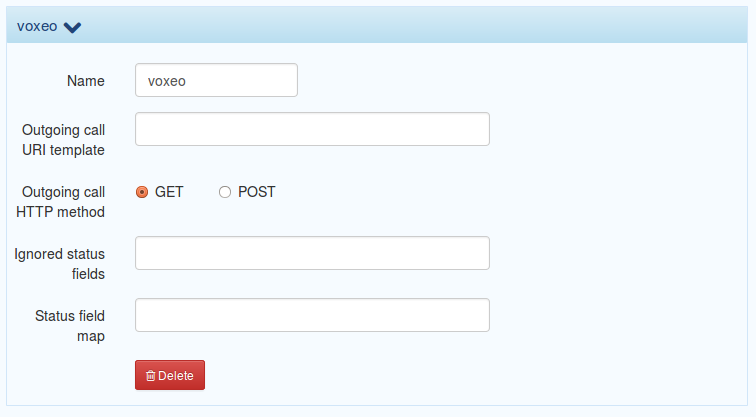 voxeo
Name
voxeo
Outgoing call
URI template
Outgoing call
HTTP method
GET
POST
Ignored status
fields
Status field
map
Delete